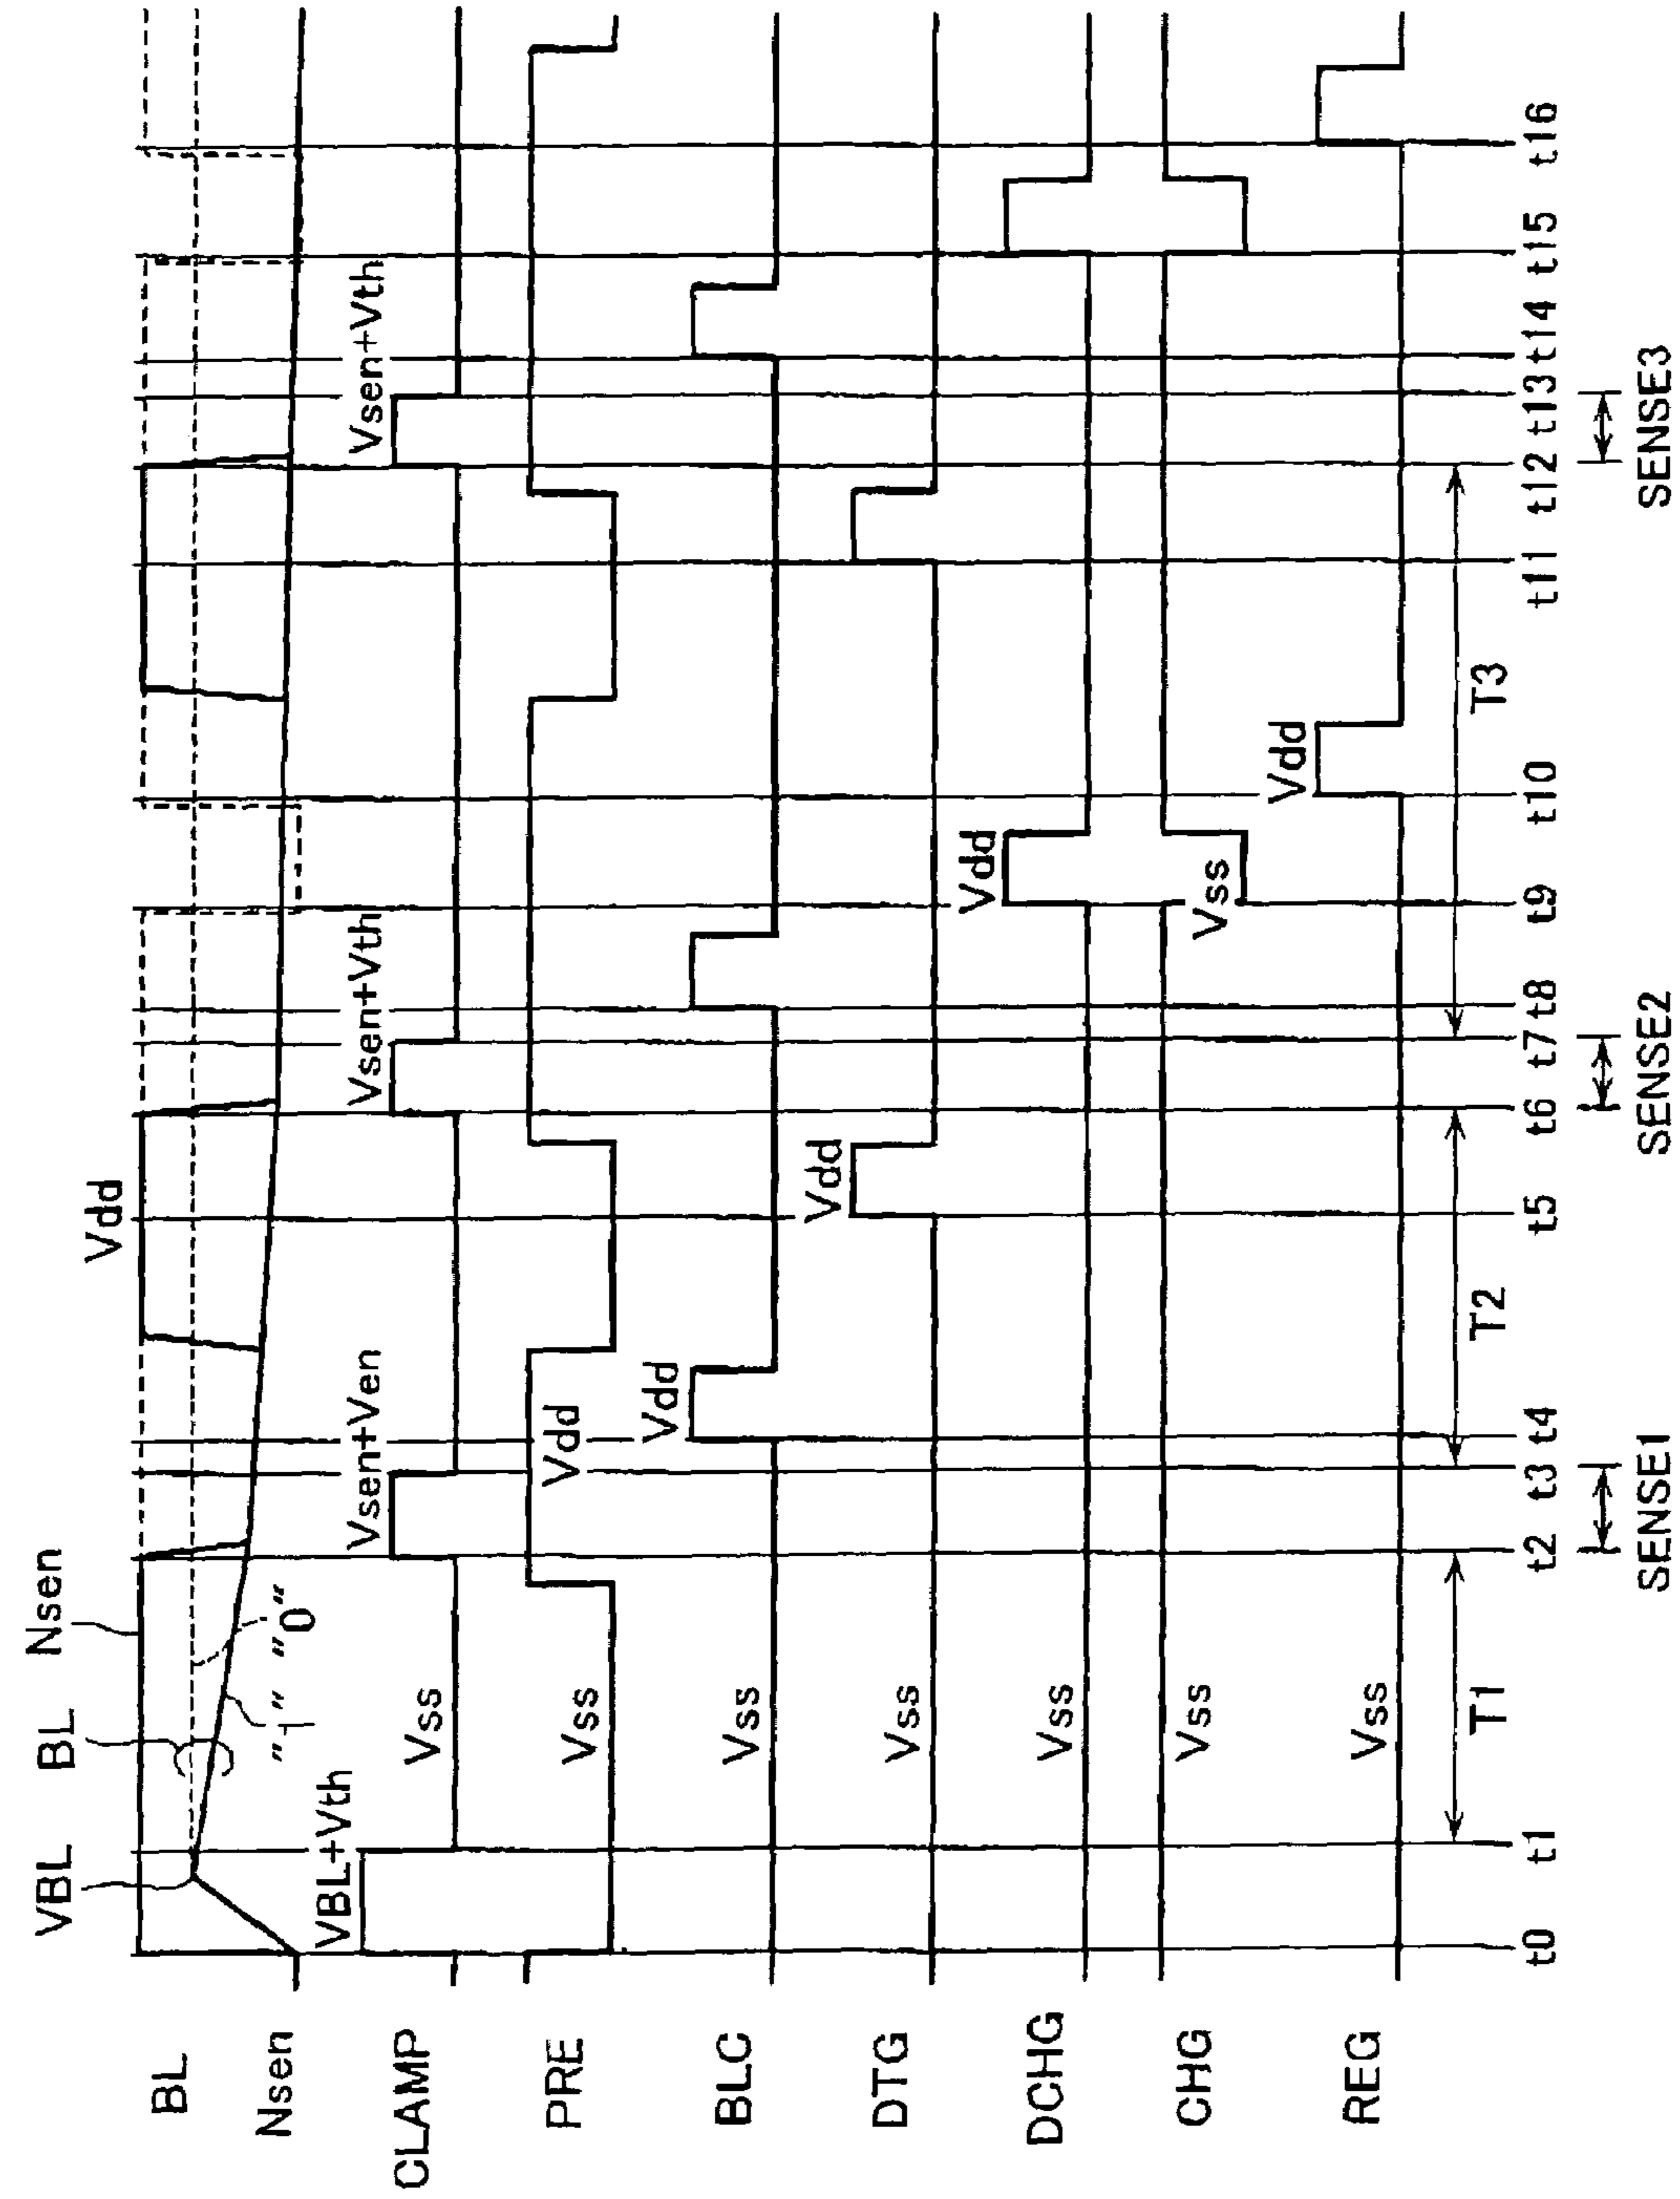 VBL BL Nsen Vdd
BL
"1" "0"
Nsen
VBL+Vth Vsen+Ven Vsen+Vth Vsen+Vth
CLAMP Vss
PRE Vss Vdd
BLC Vss Vdd
DTG Vss Vdd
DCHG Vss Vdd
CHG Vss Vss
REG Vss Vdd
T1 T2 T3
t0 t1 t2 t3 t4 t5 t6 t7 t8 t9 t10 t11 t12 t13 t14 t15 t16
SENSE1 SENSE2 SENSE3